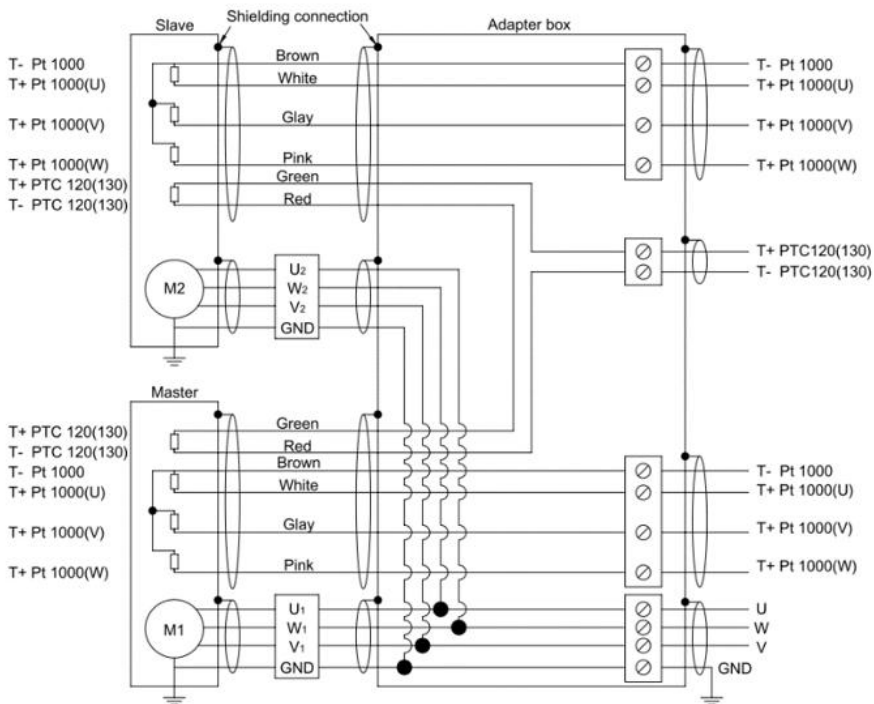 Shielding connection
Slave
Adapter box
T- Pt 1000
Brown
T- Pt 1000
T+ Pt 1000(U)
White
T+ Pt 1000(U)
T+ Pt 1000(V)
Glay
T+ Pt 1000(V)
T+ Pt 1000(W)
Pink
T+ Pt 1000(W)
T+ PTC 120(130)
Green
T- PTC 120(130)
Red
T+ PTC120(130)
T- PTC120(130)
M2
U2
W2
V2
GND
Master
T+ PTC 120(130)
Green
T- PTC 120(130)
Red
T- Pt 1000
Brown
T- Pt 1000
T+ Pt 1000(U)
White
T+ Pt 1000(U)
T+ Pt 1000(V)
Glay
T+ Pt 1000(V)
T+ Pt 1000(W)
Pink
T+ Pt 1000(W)
M1
U1
U
W1
W
V1
V
GND
GND